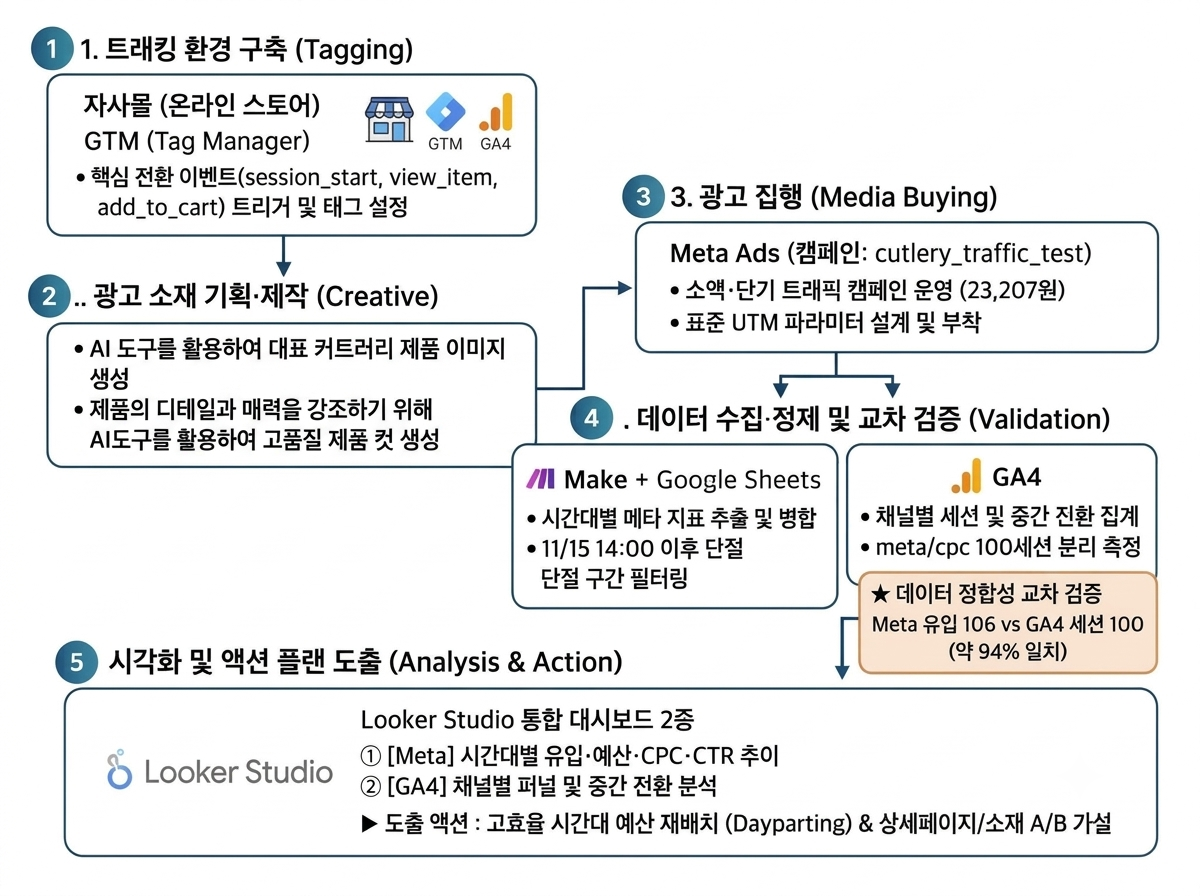 1 1. 트래킹 환경 구축 (Tagging)
자사몰 (온라인 스토어)
GTM (Tag Manager)
GTM GA4
• 핵심 전환 이벤트(session_start, view_item,
add_to_cart) 트리거 및 태그 설정
2 .. 광고 소재 기획·제작 (Creative)
• AI 도구를 활용하여 대표 커트러리 제품 이미지
생성
• 제품의 디테일과 매력을 강조하기 위해
AI도구를 활용하여 고품질 제품 컷 생성
3 3. 광고 집행 (Media Buying)
Meta Ads (캠페인: cutlery_traffic_test)
• 소액·단기 트래픽 캠페인 운영 (23,207원)
• 표준 UTM 파라미터 설계 및 부착
4 . 데이터 수집·정제 및 교차 검증 (Validation)
Make + Google Sheets
• 시간대별 메타 지표 추출 및 병합
• 11/15 14:00 이후 단절
단절 구간 필터링
GA4
• 채널별 세션 및 중간 전환 집계
• meta/cpc 100세션 분리 측정
★ 데이터 정합성 교차 검증
Meta 유입 106 vs GA4 세션 100
(약 94% 일치)
5 시각화 및 액션 플랜 도출 (Analysis & Action)
Looker Studio
Looker Studio 통합 대시보드 2종
① [Meta] 시간대별 유입·예산·CPC·CTR 추이
② [GA4] 채널별 퍼널 및 중간 전환 분석
▶ 도출 액션 : 고효율 시간대 예산 재배치 (Dayparting) & 상세페이지/소재 A/B 가설